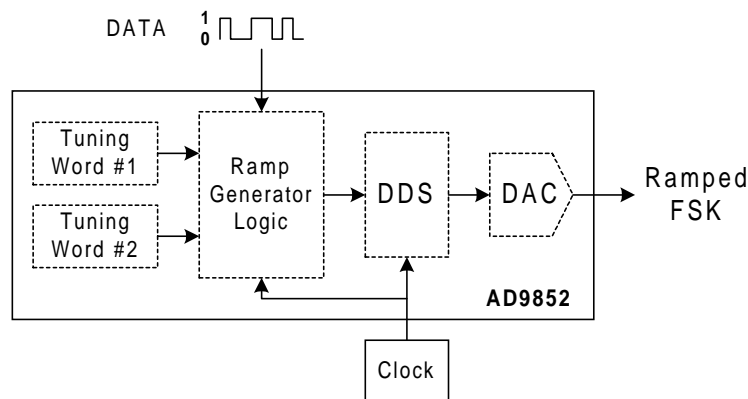 DATA
1
0
Tuning
Word #1
Tuning
Word #2
Ramp
Generator
Logic
DDS
DAC
Ramped
FSK
AD9852
Clock